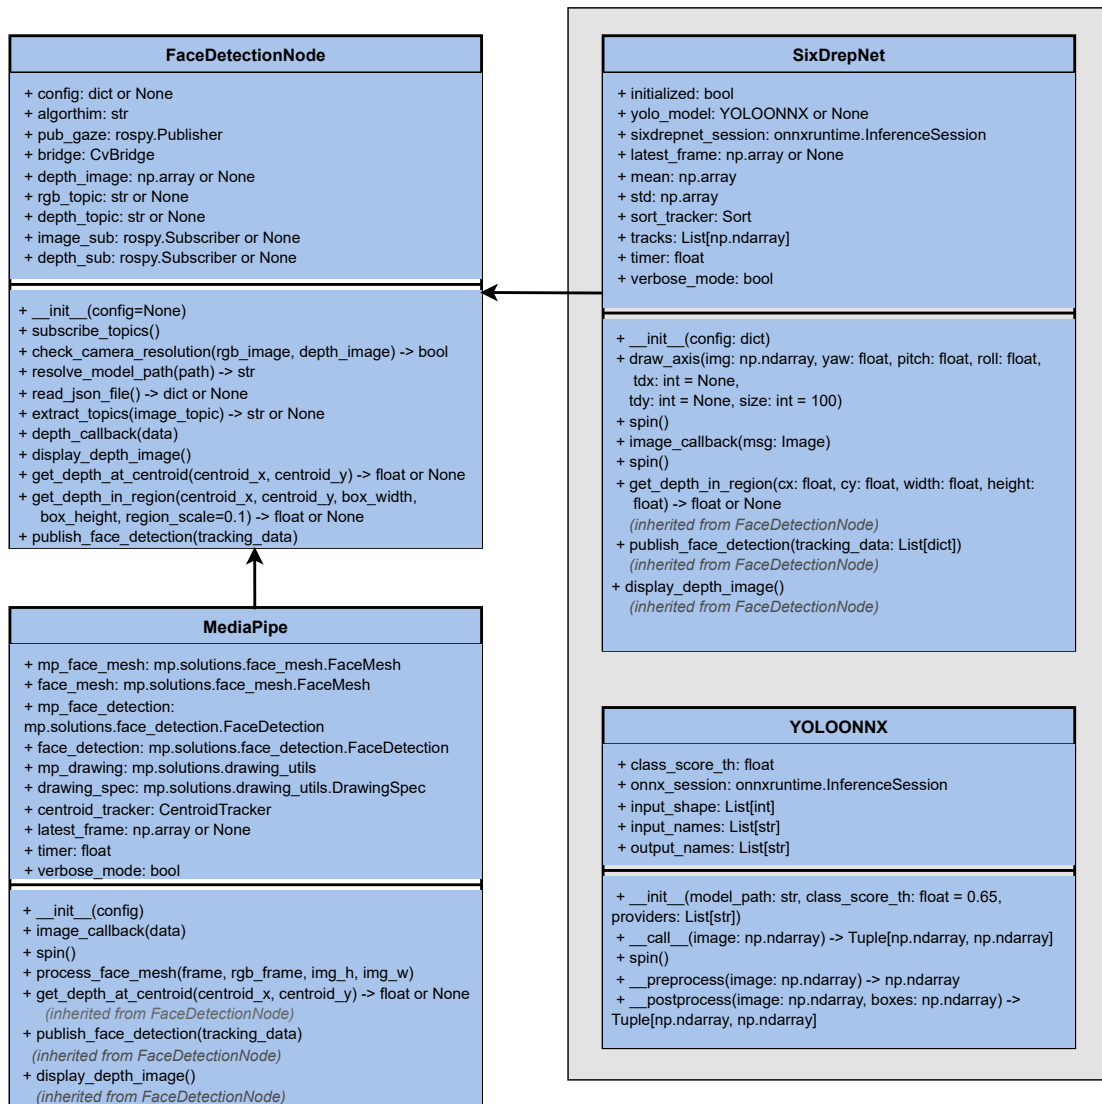 FaceDetectionNode
+ config: dict or None
+ algorthim: str
+ pub_gaze: rospy.Publisher
+ bridge: CvBridge
+ depth_image: np.array or None
+ rgb_topic: str or None
+ depth_topic: str or None
+ image_sub: rospy.Subscriber or None
+ depth_sub: rospy.Subscriber or None
+ __init__(config=None)
+ subscribe_topics()
+ check_camera_resolution(rgb_image, depth_image) -> bool
+ resolve_model_path(path) -> str
+ read_json_file() -> dict or None
+ extract_topics(image_topic) -> str or None
+ depth_callback(data)
+ display_depth_image()
+ get_depth_at_centroid(centroid_x, centroid_y) -> float or None
+ get_depth_in_region(centroid_x, centroid_y, box_width,
box_height, region_scale=0.1) -> float or None
+ publish_face_detection(tracking_data)
MediaPipe
+ mp_face_mesh: mp.solutions.face_mesh.FaceMesh
+ face_mesh: mp.solutions.face_mesh.FaceMesh
+ mp_face_detection:
mp.solutions.face_detection.FaceDetection
+ face_detection: mp.solutions.face_detection.FaceDetection
+ mp_drawing: mp.solutions.drawing_utils
+ drawing_spec: mp.solutions.drawing_utils.DrawingSpec
+ centroid_tracker: CentroidTracker
+ latest_frame: np.array or None
+ timer: float
+ verbose_mode: bool
+ __init__(config)
+ image_callback(data)
+ spin()
+ process_face_mesh(frame, rgb_frame, img_h, img_w)
+ get_depth_at_centroid(centroid_x, centroid_y) -> float or None
(inherited from FaceDetectionNode)
+ publish_face_detection(tracking_data)
(inherited from FaceDetectionNode)
+ display_depth_image()
(inherited from FaceDetectionNode)
SixDrepNet
+ initialized: bool
+ yolo_model: YOLOONNX or None
+ sixdrepnet_session: onnxruntime.InferenceSession
+ latest_frame: np.array or None
+ mean: np.array
+ std: np.array
+ sort_tracker: Sort
+ tracks: List[np.ndarray]
+ timer: float
+ verbose_mode: bool
+ __init__(config: dict)
+ draw_axis(img: np.ndarray, yaw: float, pitch: float, roll: float,
tdx: int = None,
tdy: int = None, size: int = 100)
+ spin()
+ image_callback(msg: Image)
+ spin()
+ get_depth_in_region(cx: float, cy: float, width: float, height:
float) -> float or None
(inherited from FaceDetectionNode)
+ publish_face_detection(tracking_data: List[dict])
(inherited from FaceDetectionNode)
+ display_depth_image()
(inherited from FaceDetectionNode)
YOLOONNX
+ class_score_th: float
+ onnx_session: onnxruntime.InferenceSession
+ input_shape: List[int]
+ input_names: List[str]
+ output_names: List[str]
+ __init__(model_path: str, class_score_th: float = 0.65,
providers: List[str])
+ __call__(image: np.ndarray) -> Tuple[np.ndarray, np.ndarray]
+ spin()
+ __preprocess(image: np.ndarray) -> np.ndarray
+ __postprocess(image: np.ndarray, boxes: np.ndarray) ->
Tuple[np.ndarray, np.ndarray]